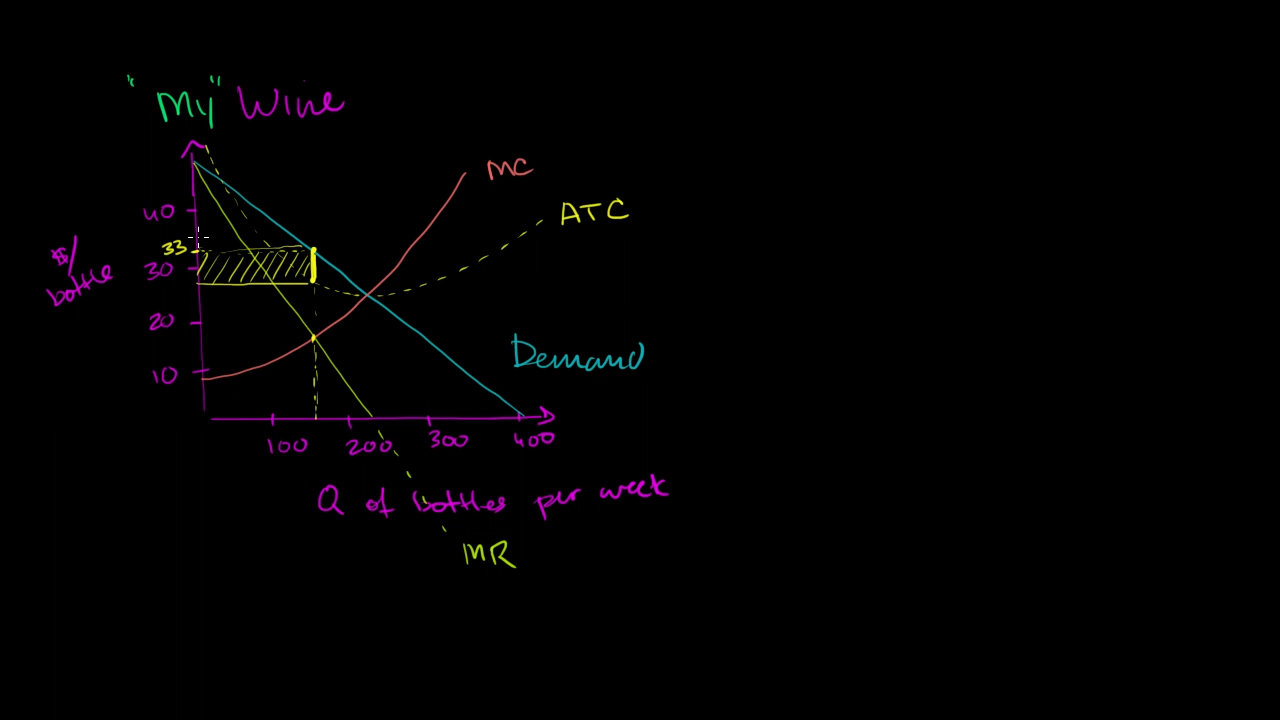 "My" Wine
MC
ATC
40
33
$/
bottle
30
20
10
Demand
100 200 300 400
Q of bottles per week
MR